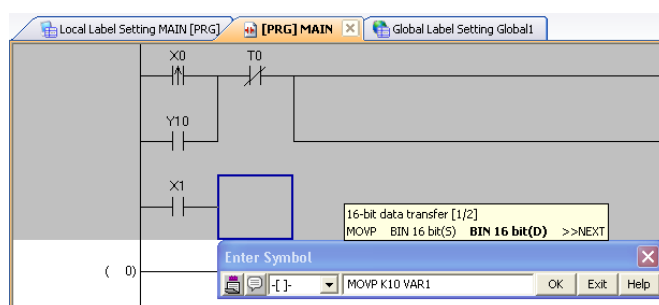 Local Label Setting MAIN [PRG] [PRG] MAIN Global Label Setting Global1
X0 T0
Y10
X1
16-bit data transfer [1/2]
MOVP BIN 16 bit(S) BIN 16 bit(D) >>NEXT
Enter Symbol
( 0) -[ ]- MOVP K10 VAR1 OK Exit Help